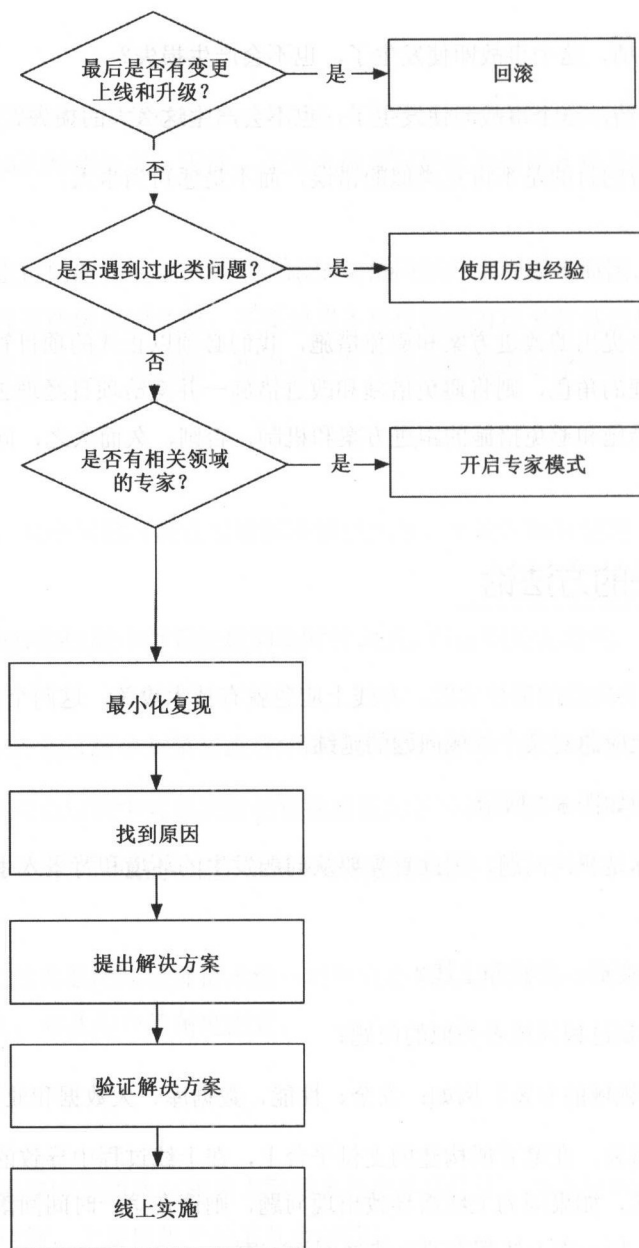 最后是否有变更
上线和升级？
是
回滚
否
是否遇到过此类问题？
是
使用历史经验
否
是否有相关领域
的专家？
是
开启专家模式
最小化复现
找到原因
提出解决方案
验证解决方案
线上实施